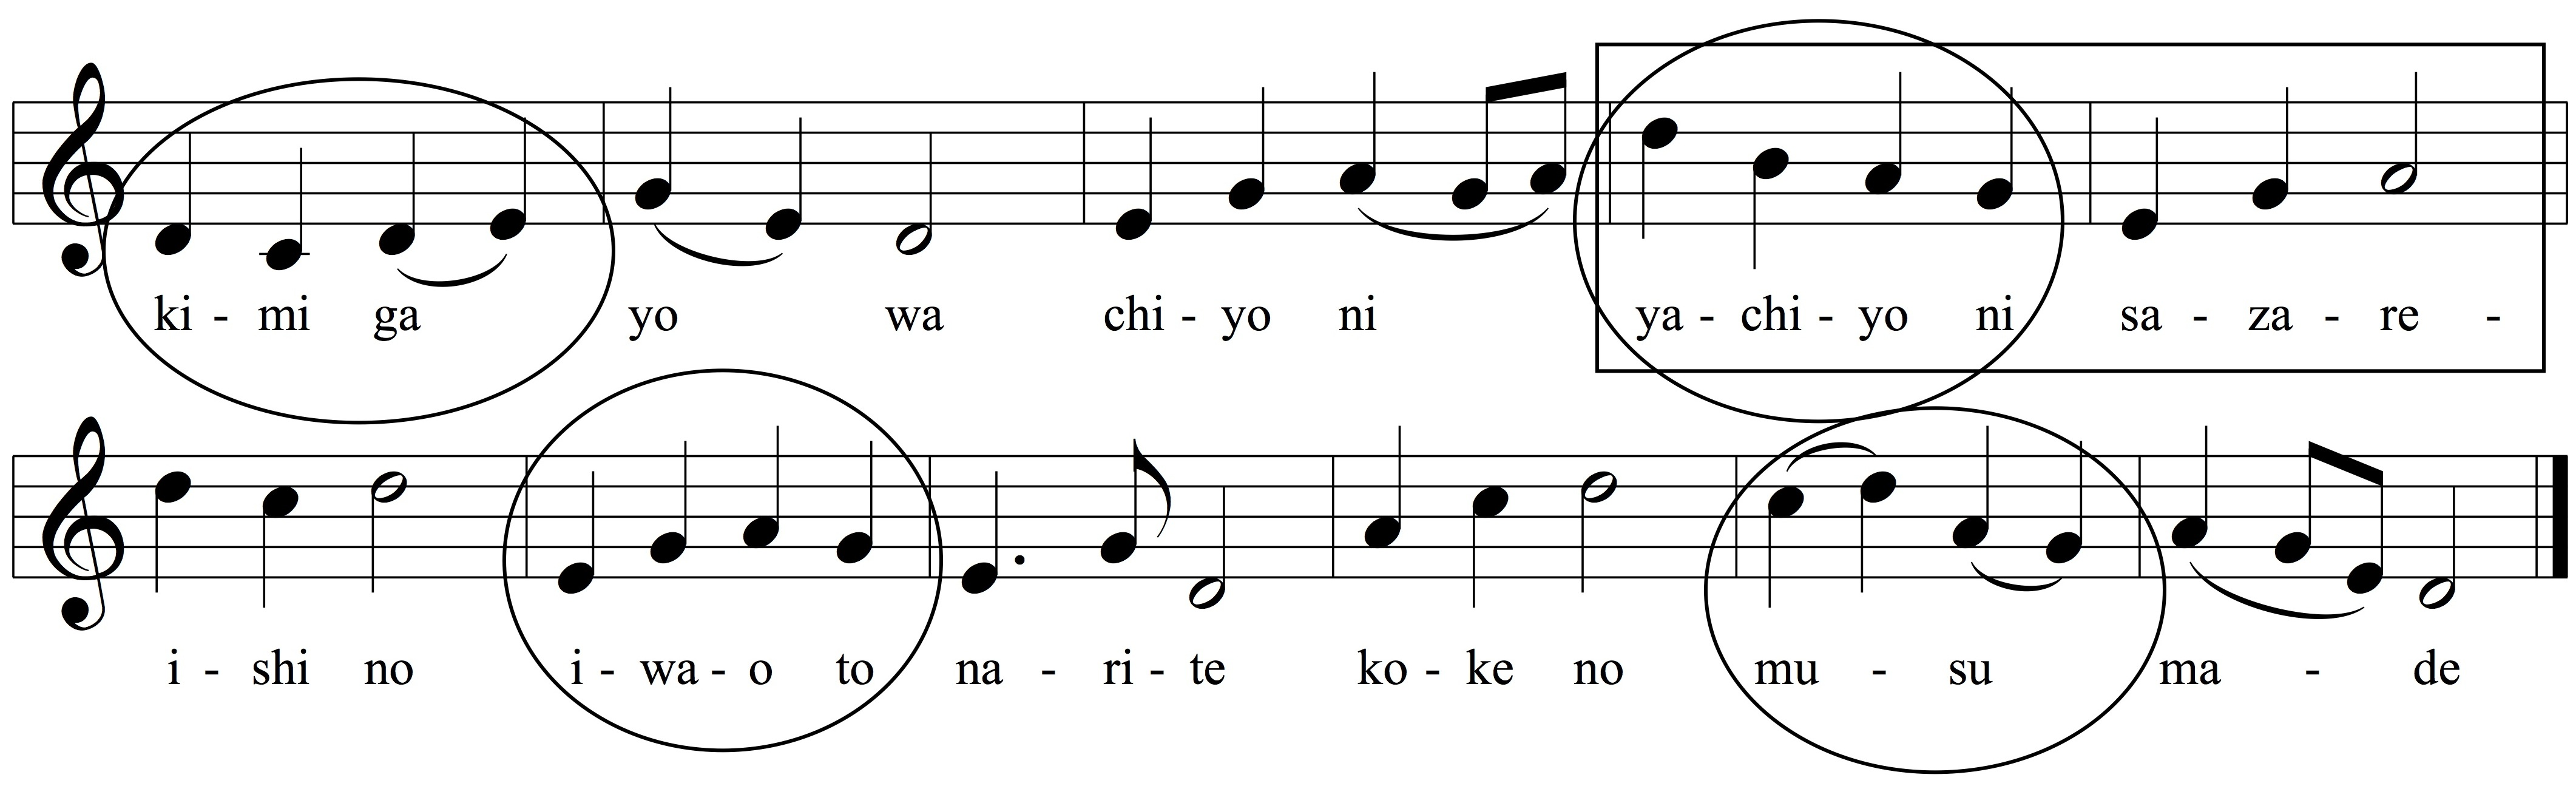 ki - mi ga yo wa chi - yo ni ya - chi - yo ni sa - za - re -
i - shi no i - wa - o to na - ri - te ko - ke no mu - su ma - de